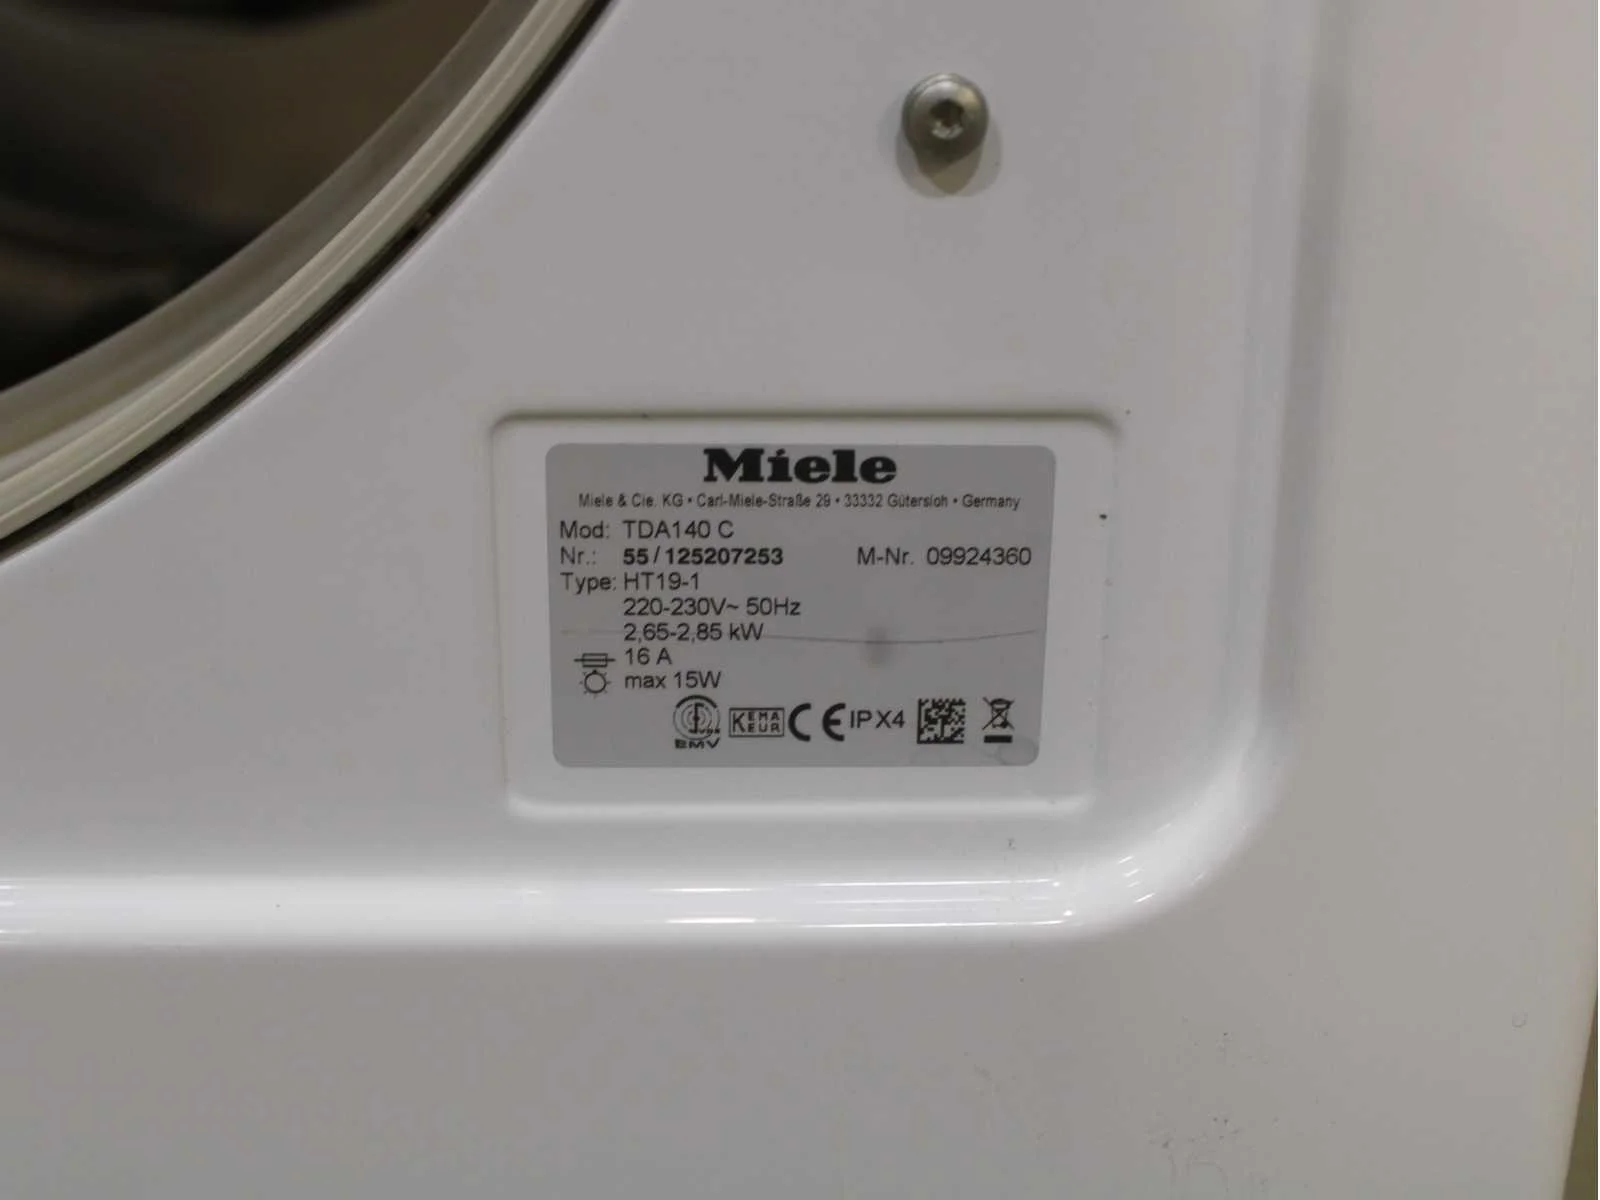 Miele
Miele & Cie. KG • Carl-Miele-Straße 29 • 33332 Gütersloh • Germany
Mod: TDA140 C
Nr.: 55/125207253 M-Nr. 09924360
Type: HT19-1
220-230V~ 50Hz
2,65-2,85 kW
16 A
max 15W
EMV KEMA EUR CE IPX4